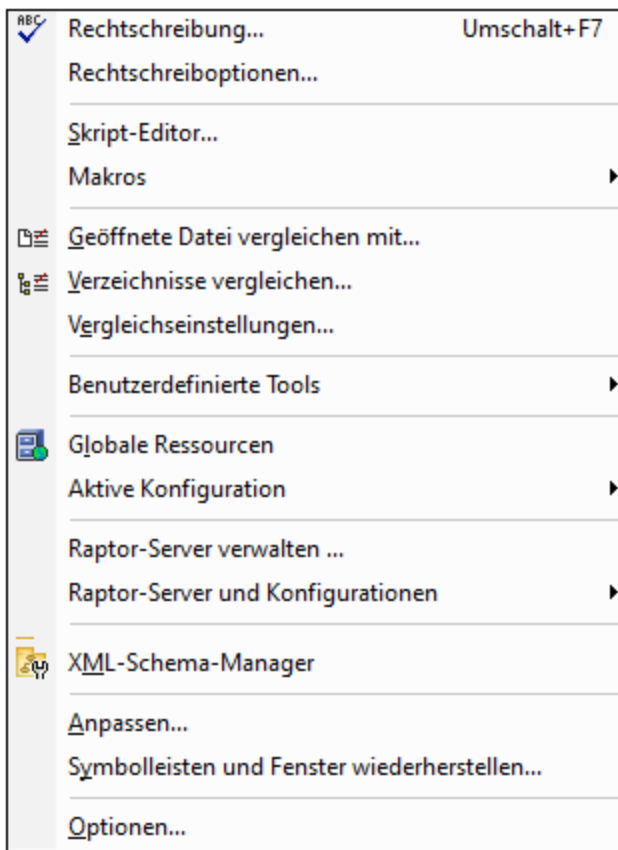 ABC
Rechtschreibung... Umschalt+F7
Rechtschreiboptionen...
Skript-Editor...
Makros
Geöffnete Datei vergleichen mit...
Verzeichnisse vergleichen...
Vergleichseinstellungen...
Benutzerdefinierte Tools
Globale Ressourcen
Aktive Konfiguration
Raptor-Server verwalten ...
Raptor-Server und Konfigurationen
XML-Schema-Manager
Anpassen...
Symbolleisten und Fenster wiederherstellen...
Optionen...